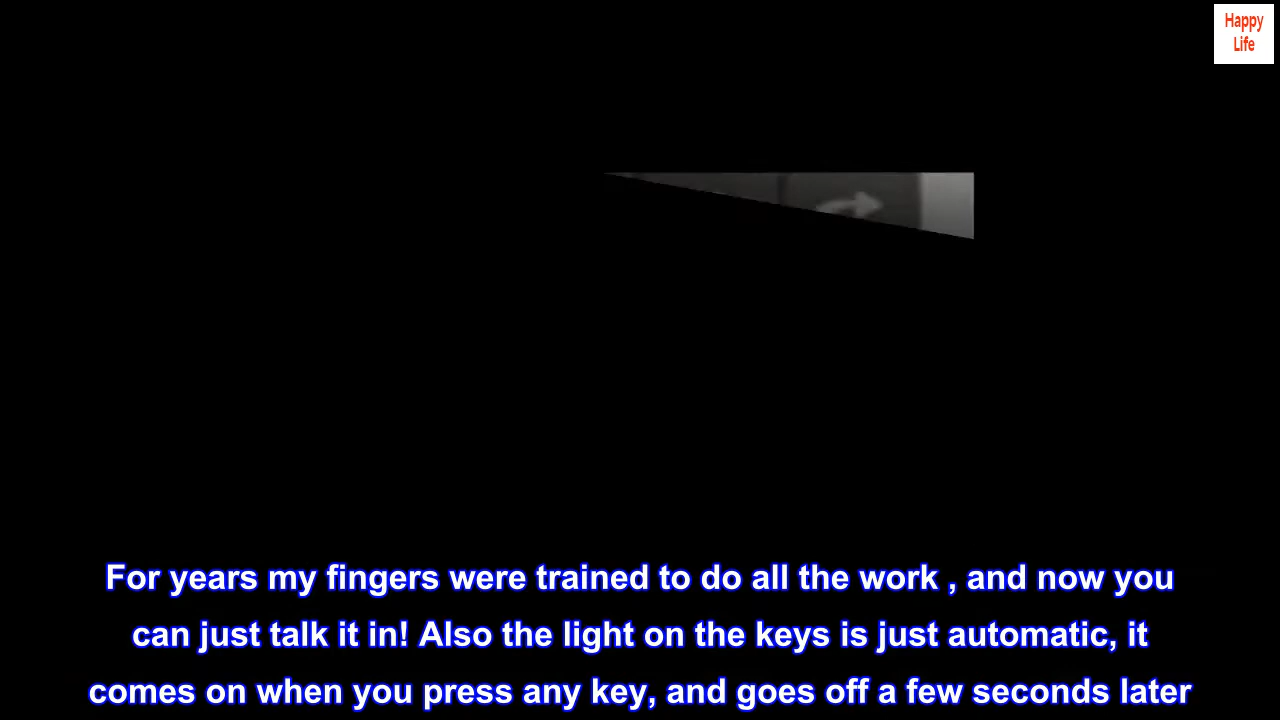 Happy
Life
For years my fingers were trained to do all the work , and now you
can just talk it in! Also the light on the keys is just automatic, it
comes on when you press any key, and goes off a few seconds later